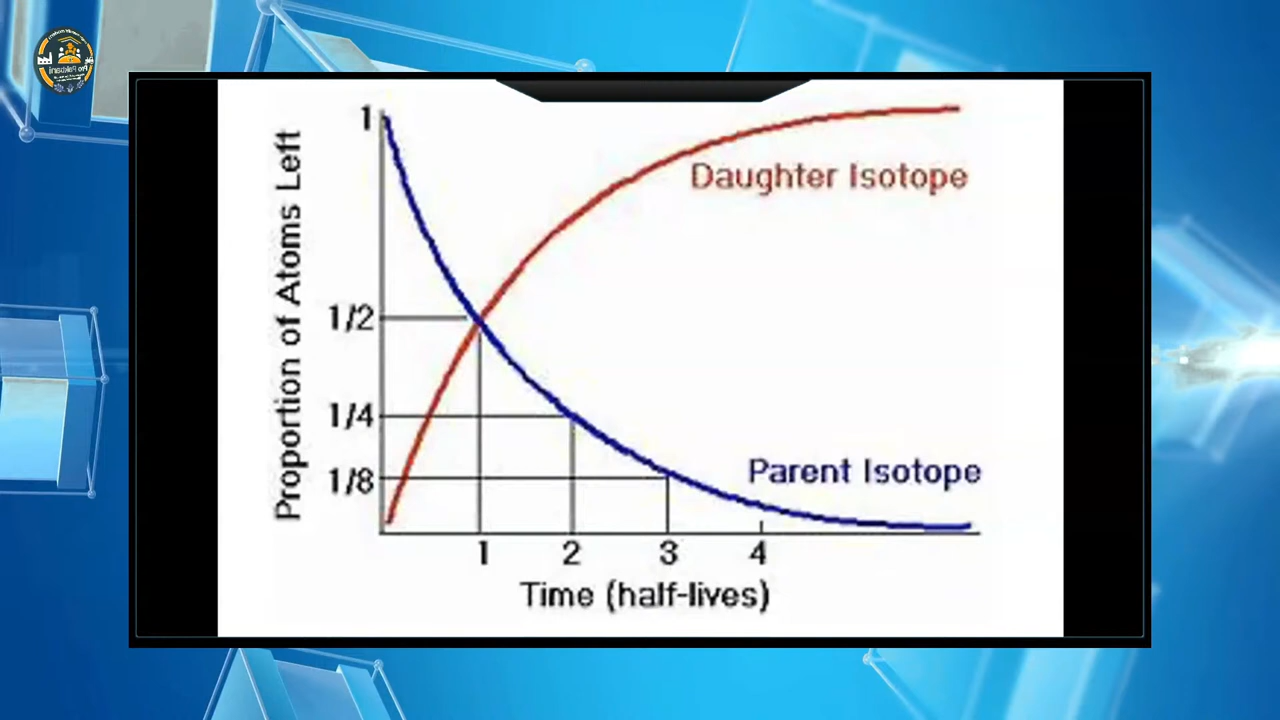 Proportion of Atoms Left
1
1/2
1/4
1/8
Daughter Isotope
Parent Isotope
1 2 3 4
Time (half-lives)